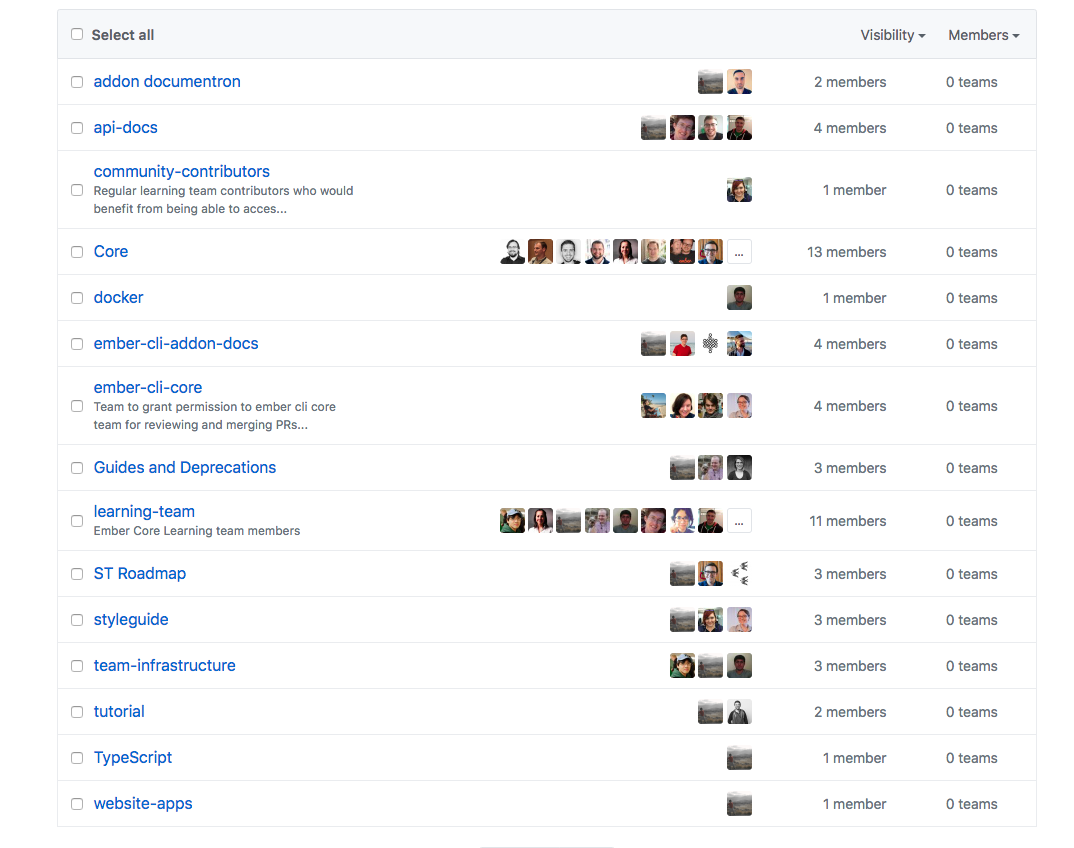 Select all Visibility Members
addon documentron 2 members 0 teams
api-docs 4 members 0 teams
community-contributors
Regular learning team contributors who would
benefit from being able to acces...
1 member 0 teams
Core ... 13 members 0 teams
docker 1 member 0 teams
ember-cli-addon-docs 4 members 0 teams
ember-cli-core
Team to grant permission to ember cli core
team for reviewing and merging PRs...
4 members 0 teams
Guides and Deprecations 3 members 0 teams
learning-team
Ember Core Learning team members
... 11 members 0 teams
ST Roadmap 3 members 0 teams
styleguide 3 members 0 teams
team-infrastructure 3 members 0 teams
tutorial 2 members 0 teams
TypeScript 1 member 0 teams
website-apps 1 member 0 teams